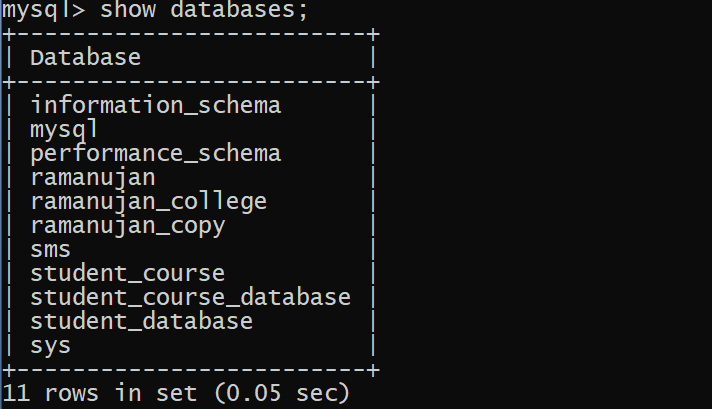 mysql> show databases;
+--------------------------+
| Database                 |
+--------------------------+
| information_schema       |
| mysql                    |
| performance_schema       |
| ramanujan                |
| ramanujan_college        |
| ramanujan_copy           |
| sms                      |
| student_course           |
| student_course_database |
| student_database         |
| sys                      |
+--------------------------+
11 rows in set (0.05 sec)